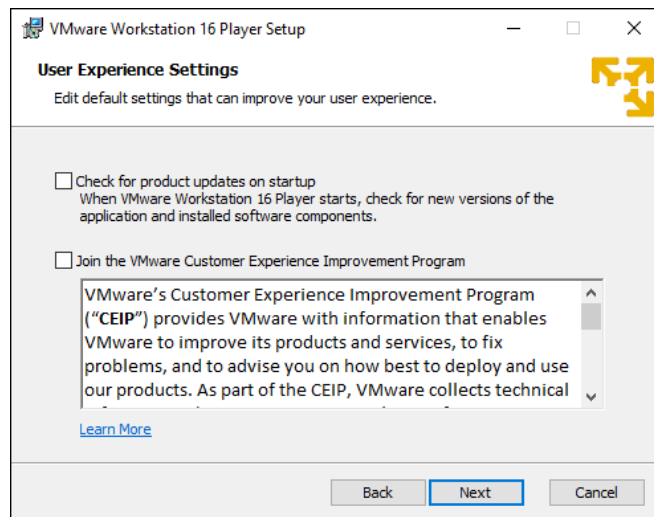 VMware Workstation 16 Player Setup
User Experience Settings
Edit default settings that can improve your user experience.
Check for product updates on startup
When VMware Workstation 16 Player starts, check for new versions of the
application and installed software components.
Join the VMware Customer Experience Improvement Program
VMware's Customer Experience Improvement Program
("CEIP") provides VMware with information that enables
VMware to improve its products and services, to fix
problems, and to advise you on how best to deploy and use
our products. As part of the CEIP, VMware collects technical
Learn More
Back Next Cancel